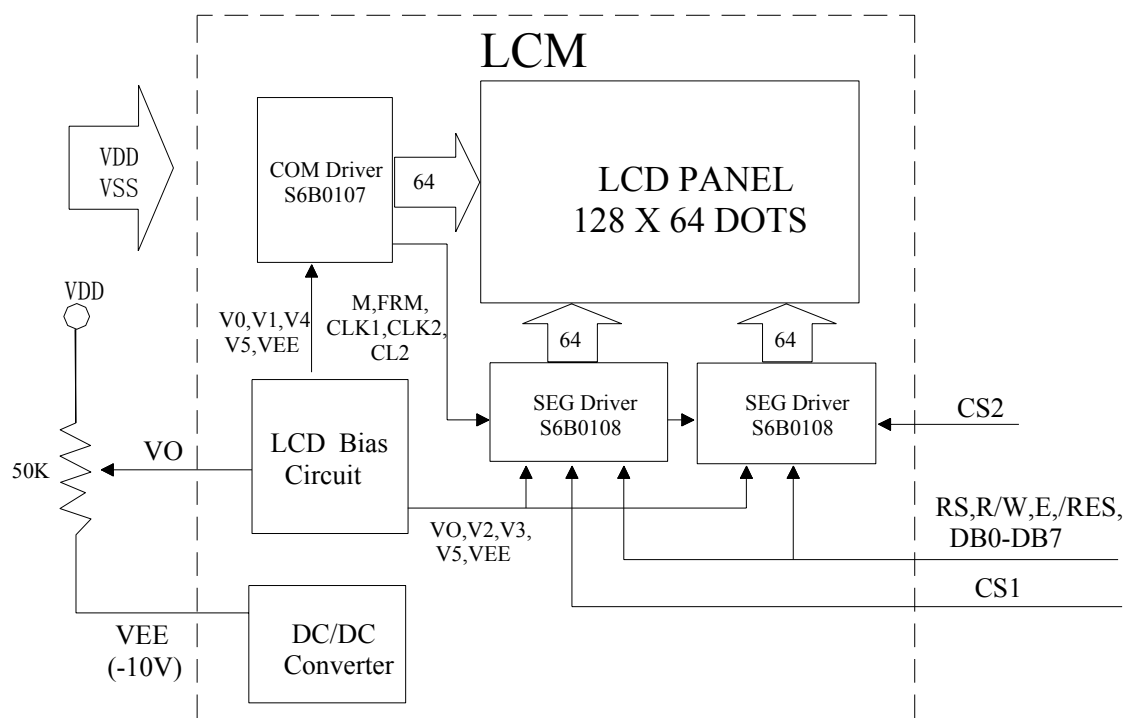 LCM
VDD
VSS
COM Driver
S6B0107
64
LCD PANEL
128 X 64 DOTS
VDD
V0,V1,V4
V5,VEE
M,FRM,
CLK1,CLK2,
CL2
64
64
SEG Driver
S6B0108
SEG Driver
S6B0108
CS2
50K
VO
LCD Bias
Circuit
VO,V2,V3,
V5,VEE
RS,R/W,E,/RES,
DB0-DB7
CS1
VEE
(-10V)
DC/DC
Converter